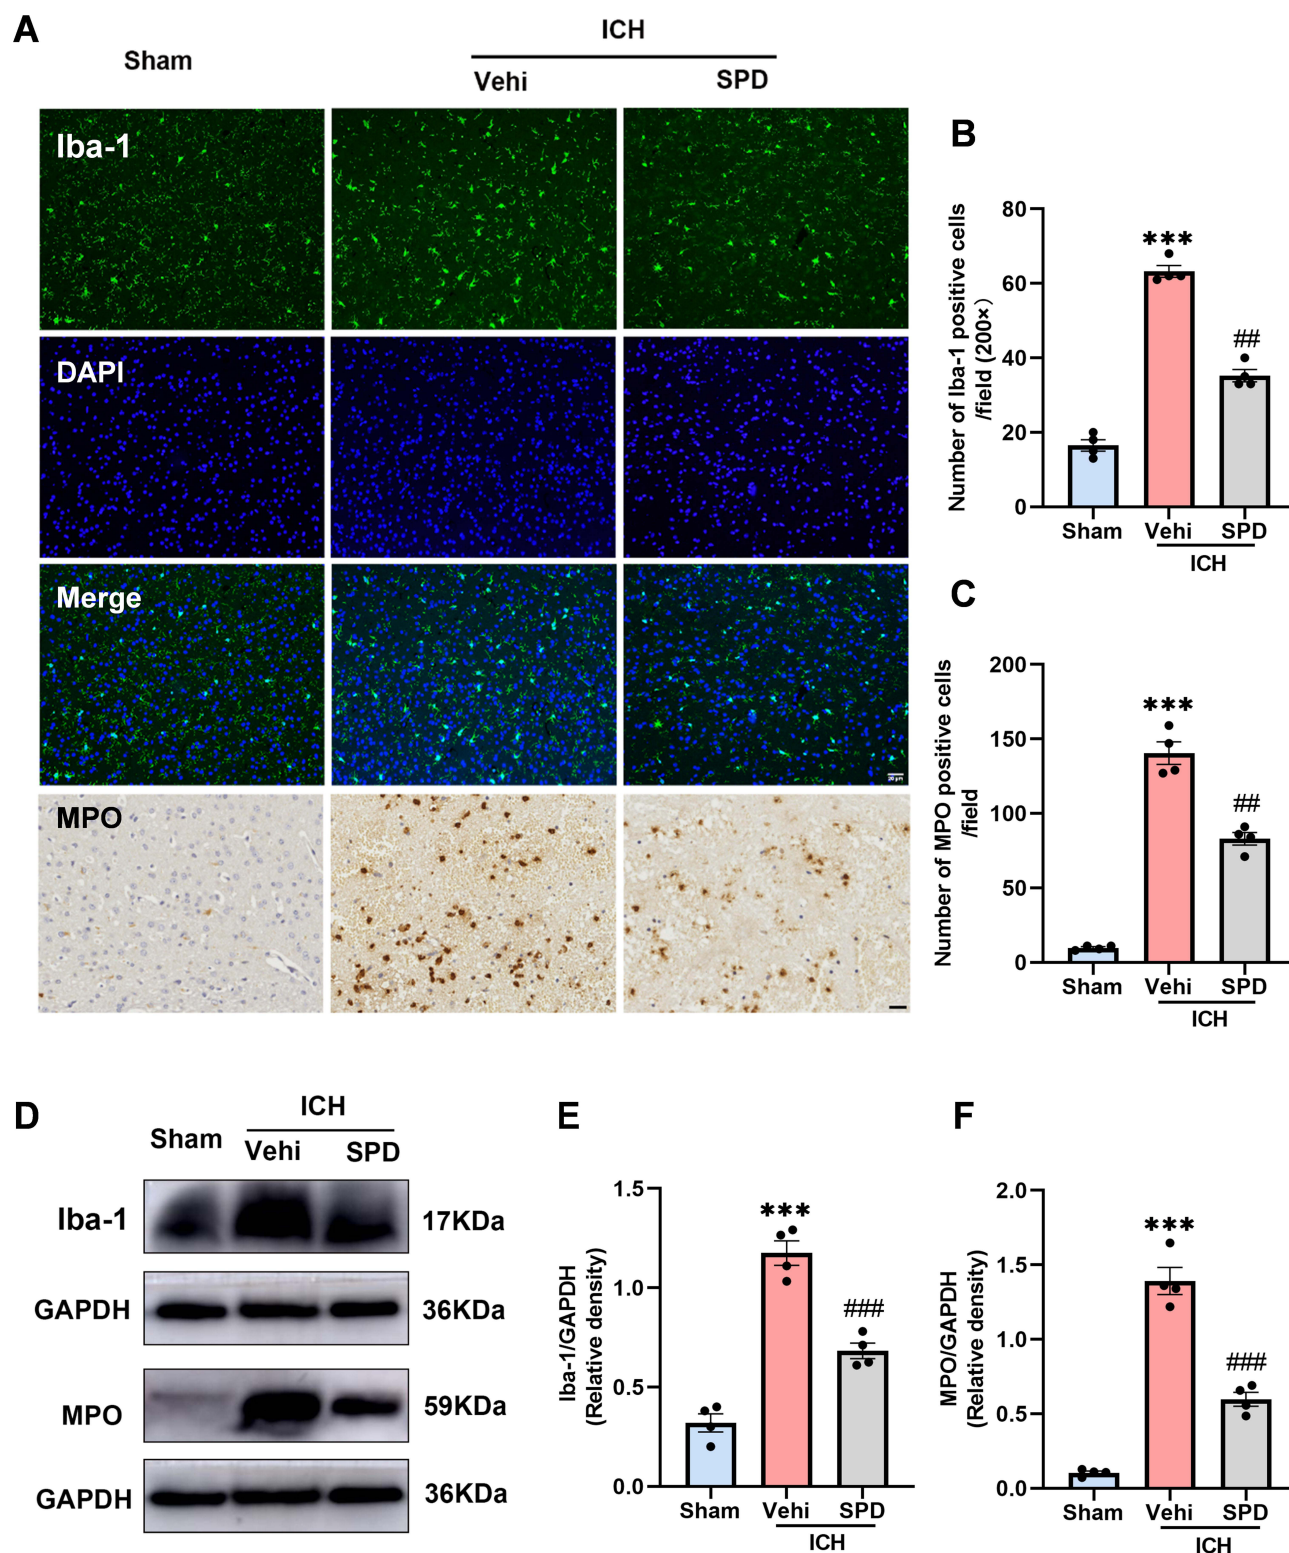 A
Sham
ICH
Vehi
SPD
Iba-1
DAPI
Merge
20 μm
MPO
B
Number of Iba-1 positive cells
/field (200×)
80
60
40
20
0
***
##
Sham
Vehi
SPD
ICH
C
Number of MPO positive cells
/field
200
150
100
50
0
***
##
Sham
Vehi
SPD
ICH
D
Sham
ICH
Vehi
SPD
Iba-1
17KDa
GAPDH
36KDa
MPO
59KDa
GAPDH
36KDa
E
Iba-1/GAPDH
(Relative density)
1.5
1.0
0.5
0.0
***
###
Sham
Vehi
SPD
ICH
F
MPO/GAPDH
(Relative density)
2.0
1.5
1.0
0.5
0.0
***
###
Sham
Vehi
SPD
ICH